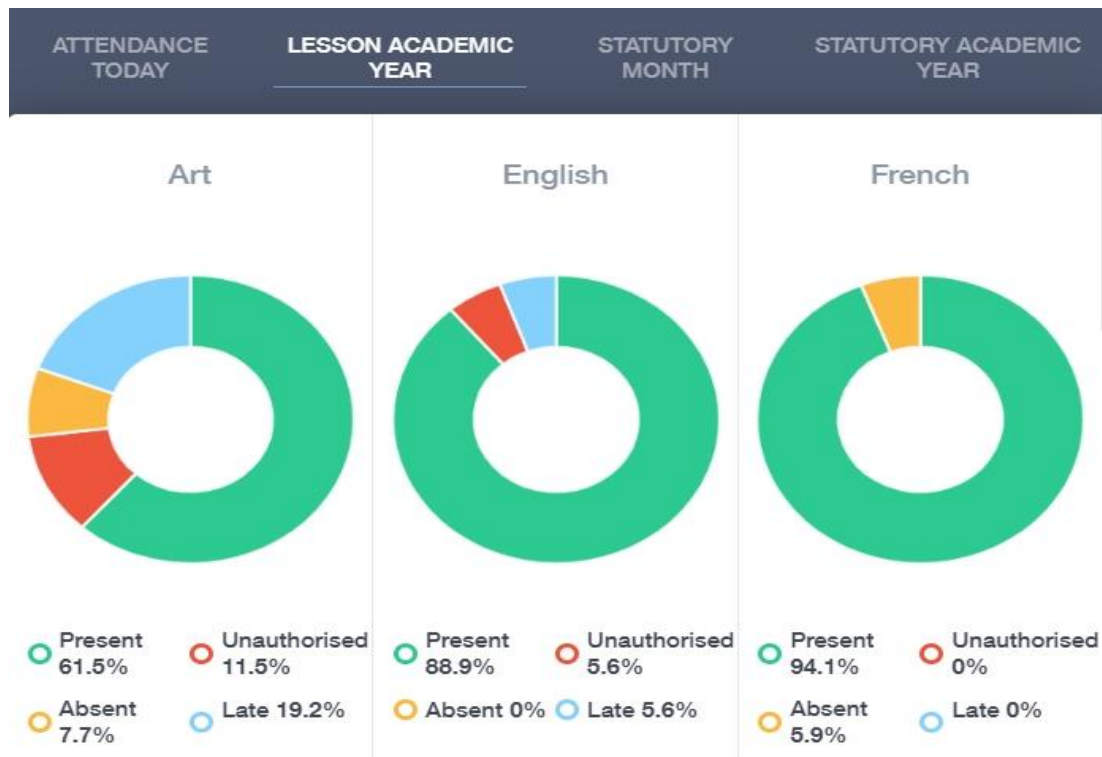 ATTENDANCE
TODAY
LESSON ACADEMIC
YEAR
STATUTORY
MONTH
STATUTORY ACADEMIC
YEAR
Art
English
French
Present
61.5%
Unauthorised
11.5%
Absent
7.7%
Late 19.2%
Present
88.9%
Unauthorised
5.6%
Absent 0%
Late 5.6%
Present
94.1%
Unauthorised
0%
Absent
5.9%
Late 0%